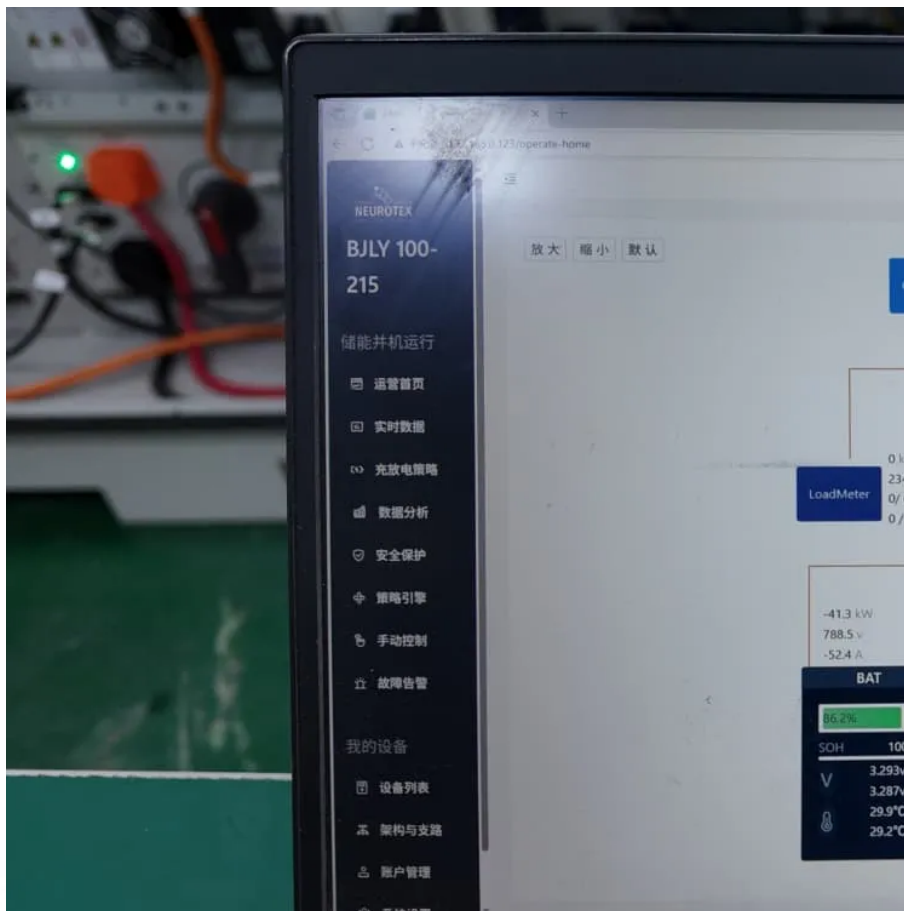 /operate-home
NEUROTEX
BJLY 100-
215
放大 缩小 默认
储能并机运行
运营首页
实时数据
充放电策略
数据分析
安全保护
策略引擎
手动控制
故障告警
我的设备
设备列表
架构与支路
账户管理
LoadMeter
-41.3 kW
788.5 v
-52.4 A
BAT
86.2%
SOH
3.293v
3.287v
29.9°C
29.2°C